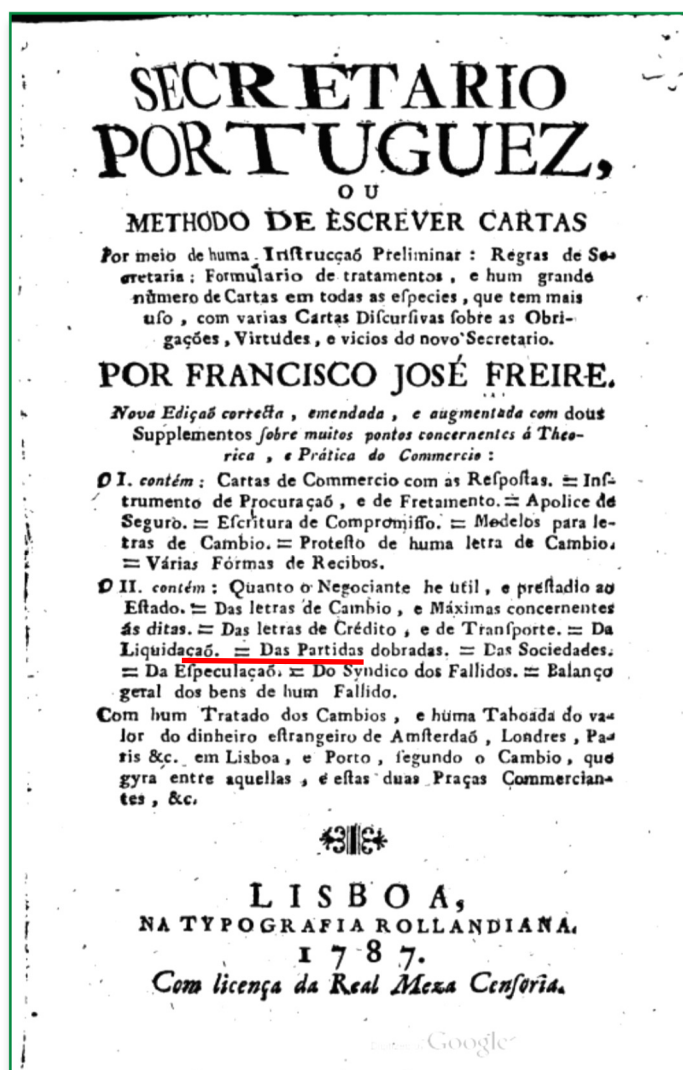 SECRETARIO
PORTUGUEZ,
OU
METHODO DE ESCREVER CARTAS
Por meio de huma Inſtrucçaõ Preliminar : Regras de Se-
cretaria : Formulario de tratamentos , e hum grande
número de Cartas em todas as eſpecies , que tem mais
uſo , com varias Cartas Diſcurſivas ſobre as Obri-
gações , Virtudes , e vicios do novo Secretario.
POR FRANCISCO JOSÉ FREIRE.
Nova Ediçaõ correcta , emendada , e augmentada com dous
Supplementos ſobre muitos pontos concernentes á Theo-
rica , e Prática do Commercio :
O I. contém : Cartas de Commercio com as Reſpoſtas. = Inſ-
trumento de Procuraçaõ , e de Fretamento. = Apolice de
Seguro. = Eſcritura de Compromiſſo. = Modelos para le-
tras de Cambio. = Proteſto de huma letra de Cambio.
= Várias Fórmas de Recibos.
O II. contém : Quanto o Negociante he util , e preſtadio ao
Eſtado. = Das letras de Cambio , e Máximas concernentes
ás ditas. = Das letras de Crédito , e de Tranſporte. = Da
Liquidaçaõ. = Das Partidas dobradas. = Das Sociedades.
= Da Eſpeculaçaõ. = Do Syndico dos Fallidos. = Balanço
geral dos bens de hum Fallido.
Com hum Tratado dos Cambios , e huma Taboada do va-
lor do dinheiro eſtrangeiro de Amſterdaõ , Londres , Pa-
ris &c. em Lisboa , e Porto , ſegundo o Cambio , que
gyra entre aquellas , e eſtas duas Praças Commercian-
tes , &c.
LISBOA,
NA TYPOGRAFIA ROLLANDIANA.
1787.
Com licença da Real Meza Cenſoria.
Google